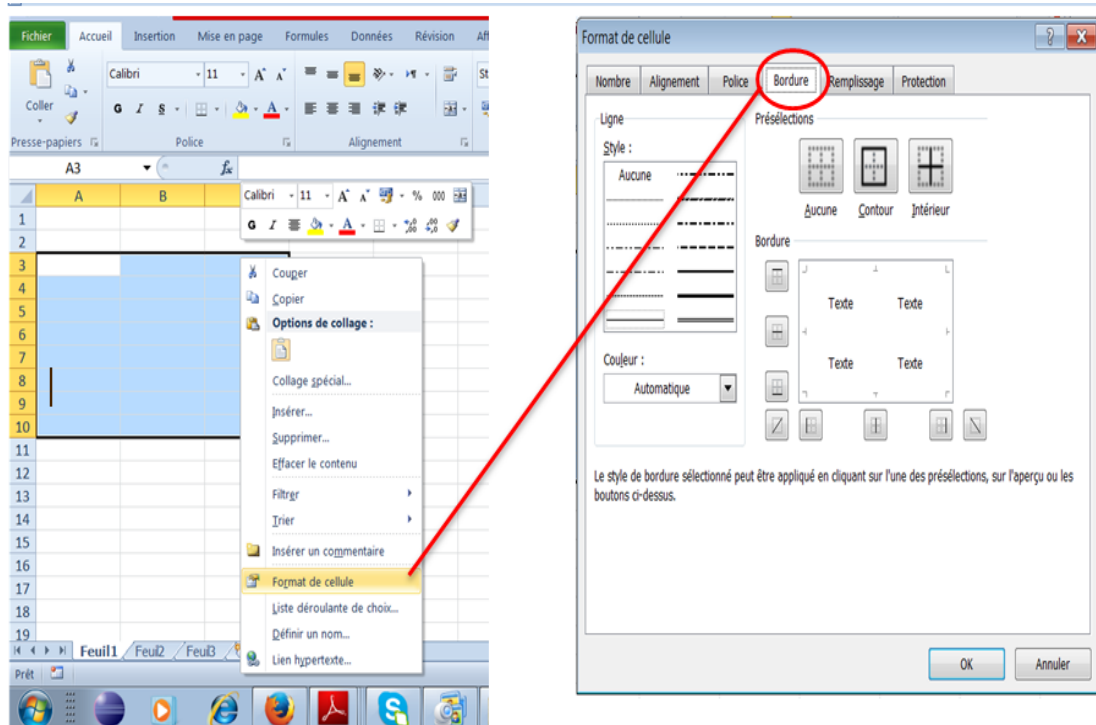 Fichier Accueil Insertion Mise en page Formules Données Révision Aff
Calibri 11 A A St
Coller
G I S A
Presse-papiers Police Alignement
A3 fx
A B
Calibri 11 A A % 000
G I A ,00 ,00
1
2
3
4
5
6
7
8
9
10
11
12
13
14
15
16
17
18
19
Couper
Copier
Options de collage :
Collage spécial...
Insérer...
Supprimer...
Effacer le contenu
Filtrer
Trier
Insérer un commentaire
Format de cellule
Liste déroulante de choix...
Définir un nom...
Lien hypertexte...
Feuil1 Feuil2 Feuil3
Prêt
Format de cellule
Nombre Alignement Police Bordure Remplissage Protection
Ligne
Style :
Aucune
Couleur :
Automatique
Présélections
Aucune Contour Intérieur
Bordure
Texte Texte
Texte Texte
Le style de bordure sélectionné peut être appliqué en cliquant sur l'une des présélections, sur l'aperçu ou les
boutons ci-dessus.
OK Annuler